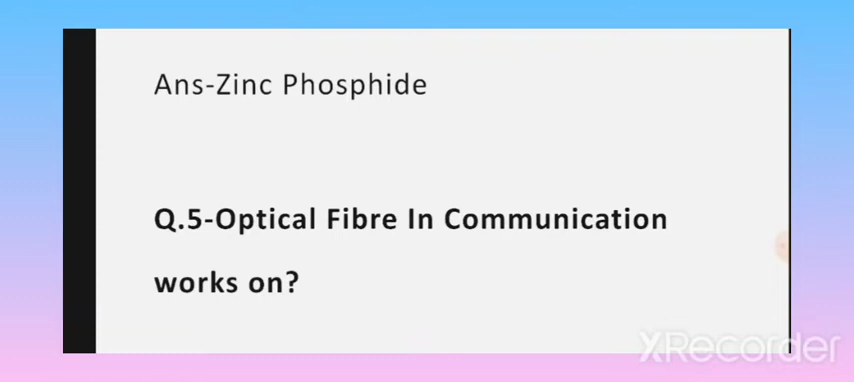 Ans-Zinc Phosphide
Q.5-Optical Fibre In Communication
works on?
XRecorder